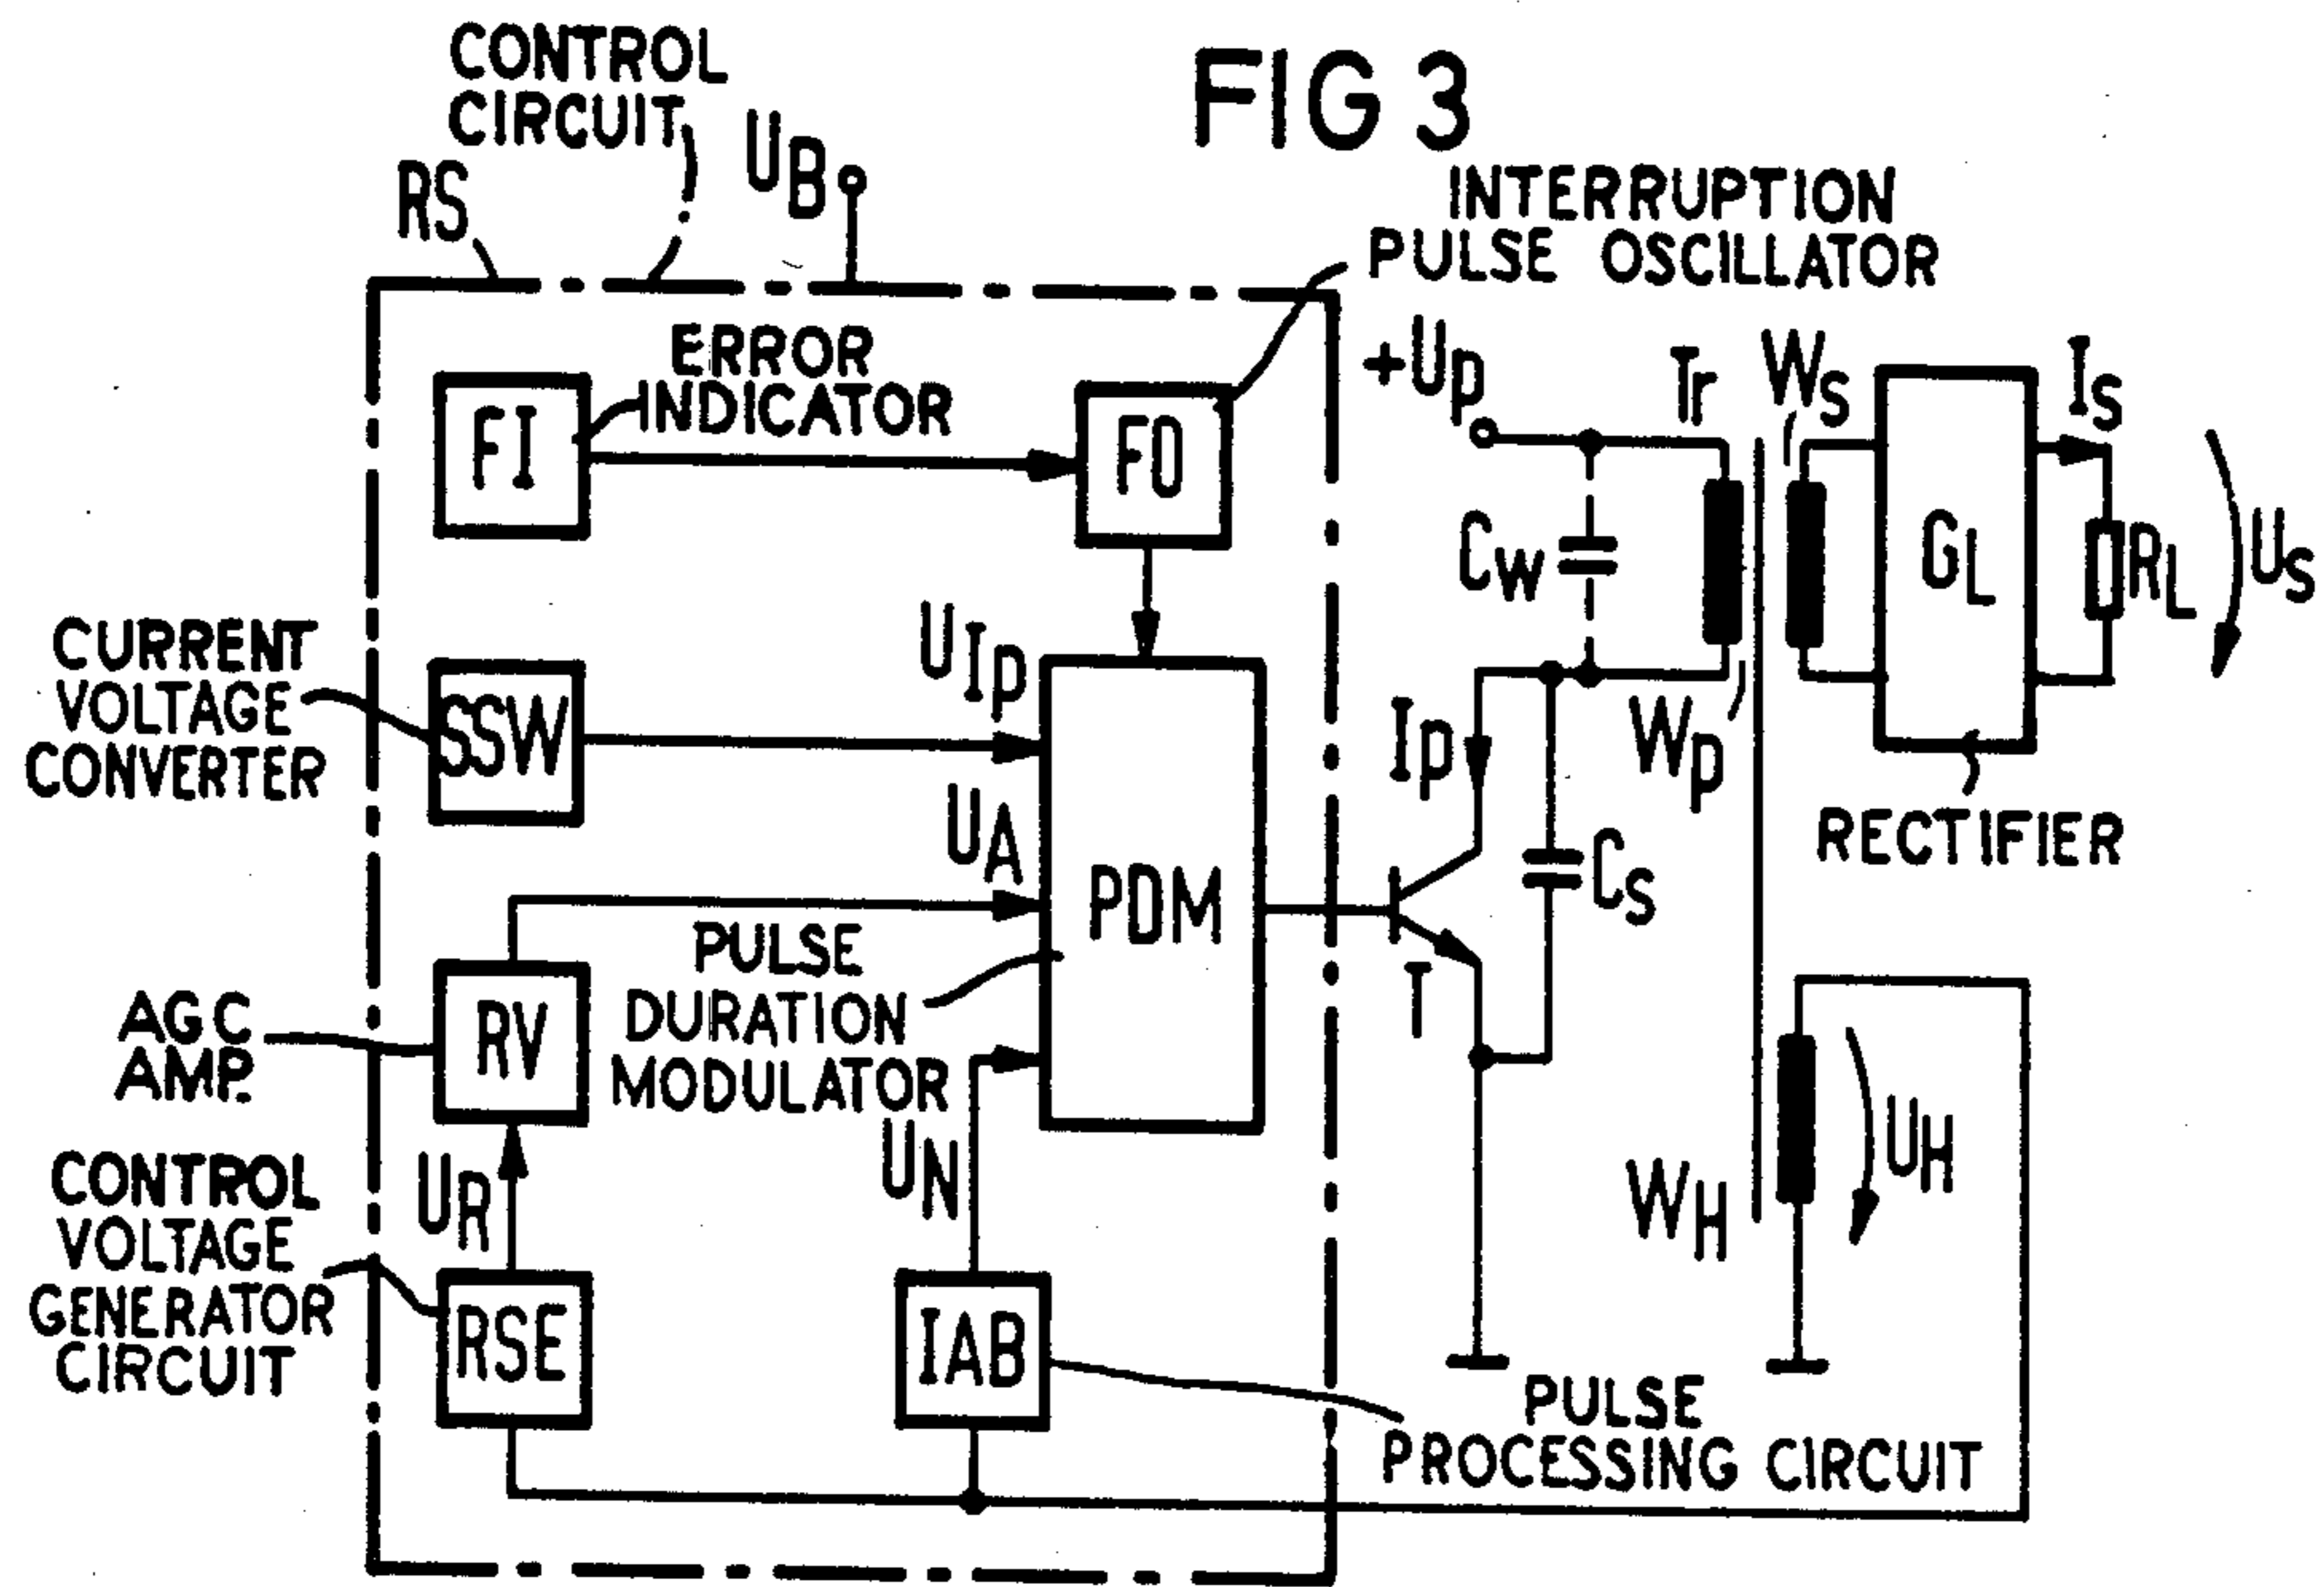 FIG 3
CONTROL
CIRCUIT
RS
UB
INTERRUPTION
PULSE OSCILLATOR
ERROR
INDICATOR
FI
FO
+UP
Tr
WS
IS
CW
GL
RL
US
CURRENT
VOLTAGE
CONVERTER
SSW
UIP
IP
WP
UA
PDM
CS
RECTIFIER
AGC
AMP.
RV
PULSE
DURATION
MODULATOR
T
CONTROL
VOLTAGE
GENERATOR
CIRCUIT
UR
UN
WH
UH
RSE
IAB
PULSE
PROCESSING CIRCUIT